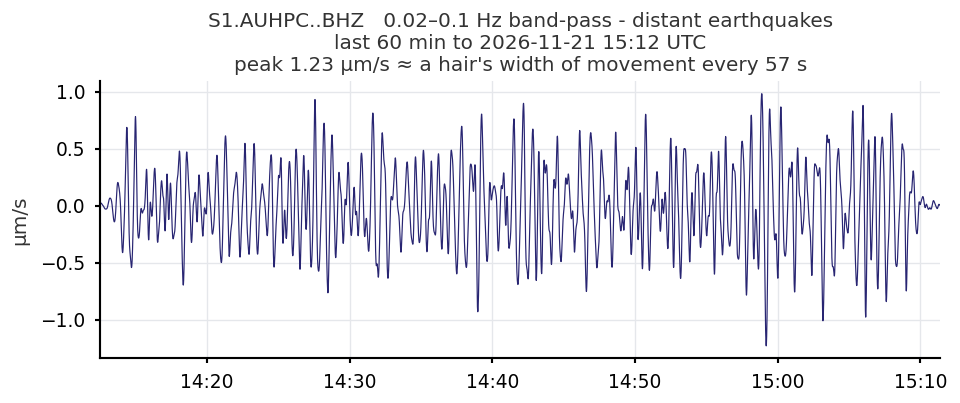 S1.AUHPC..BHZ   0.02–0.1 Hz band-pass - distant earthquakes
last 60 min to 2026-11-21 15:12 UTC
peak 1.23 µm/s ≈ a hair's width of movement every 57 s
1.0
0.5
0.0
−0.5
−1.0
µm/s
14:20
14:30
14:40
14:50
15:00
15:10